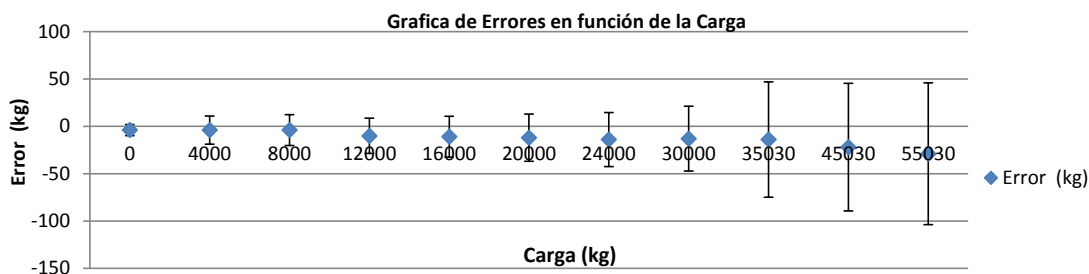 Grafica de Errores en función de la Carga
100
50
0
-50
-100
-150
Error (kg)
0 4000 8000 12000 16000 20000 24000 30000 35030 45030 55030
Error (kg)
Carga (kg)